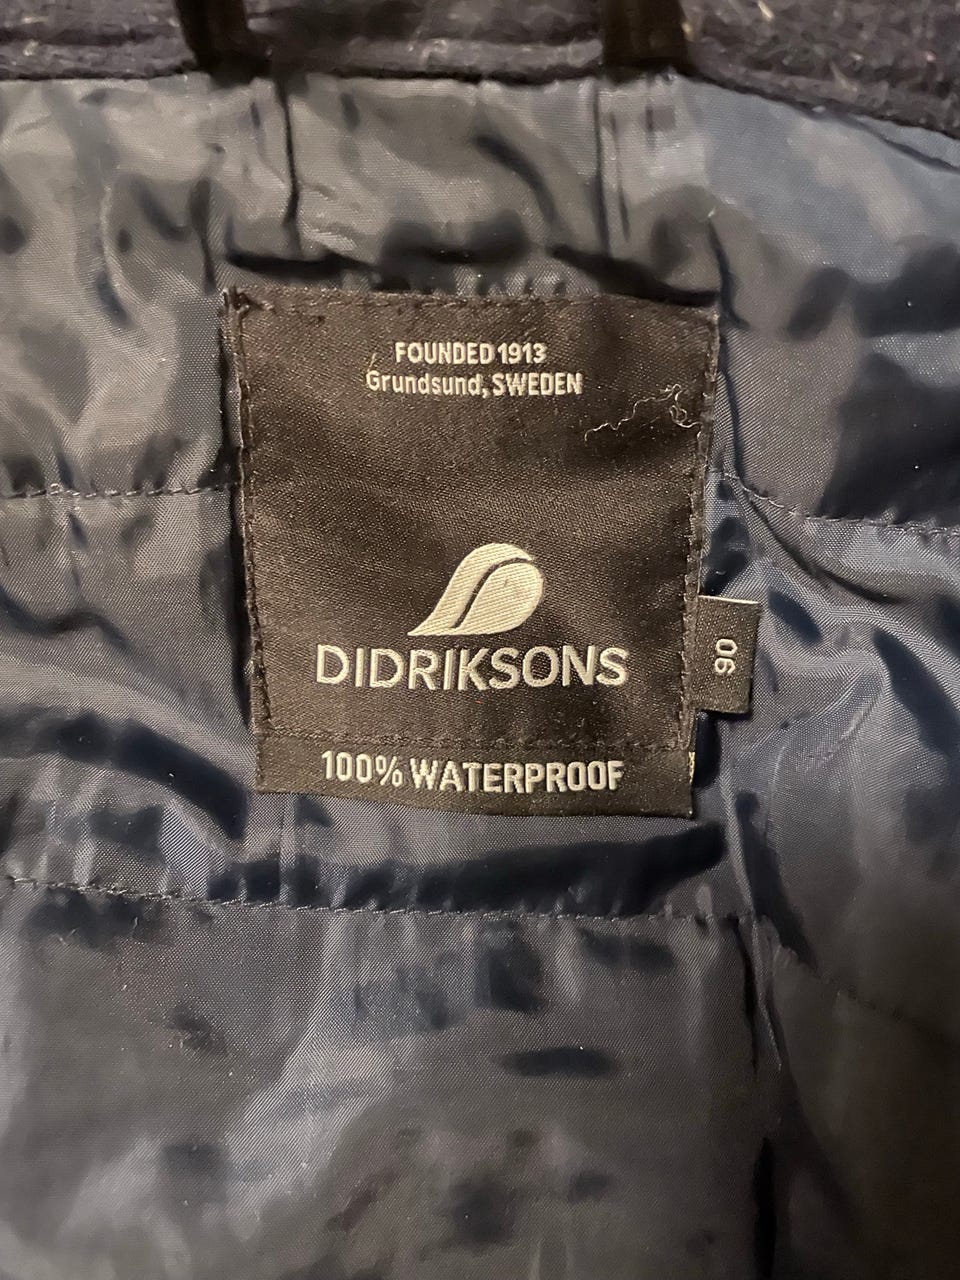 FOUNDED 1913
Grundsund, SWEDEN
DIDRIKSONS
90
100% WATERPROOF